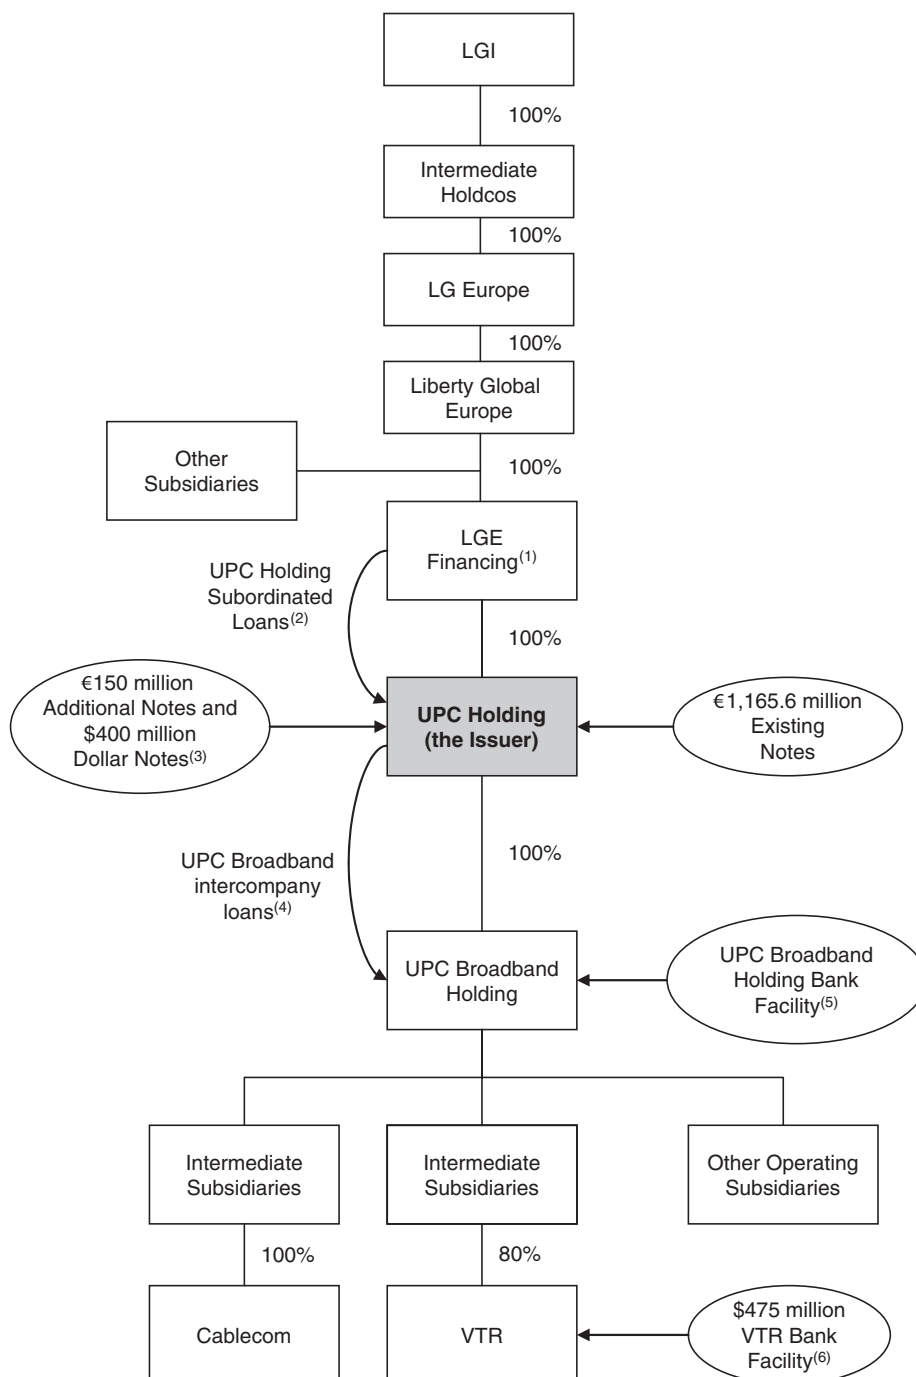 LGI
100%
Intermediate
Holdcos
100%
LG Europe
100%
Liberty Global
Europe
Other
Subsidiaries
100%
LGE
Financing(1)
UPC Holding
Subordinated
Loans(2)
100%
€150 million
Additional Notes and
$400 million
Dollar Notes(3)
UPC Holding
(the Issuer)
€1,165.6 million
Existing
Notes
UPC Broadband
intercompany
loans(4)
100%
UPC Broadband
Holding
UPC Broadband
Holding Bank
Facility(5)
Intermediate
Subsidiaries
Intermediate
Subsidiaries
Other Operating
Subsidiaries
100%
80%
Cablecom
VTR
$475 million
VTR Bank
Facility(6)